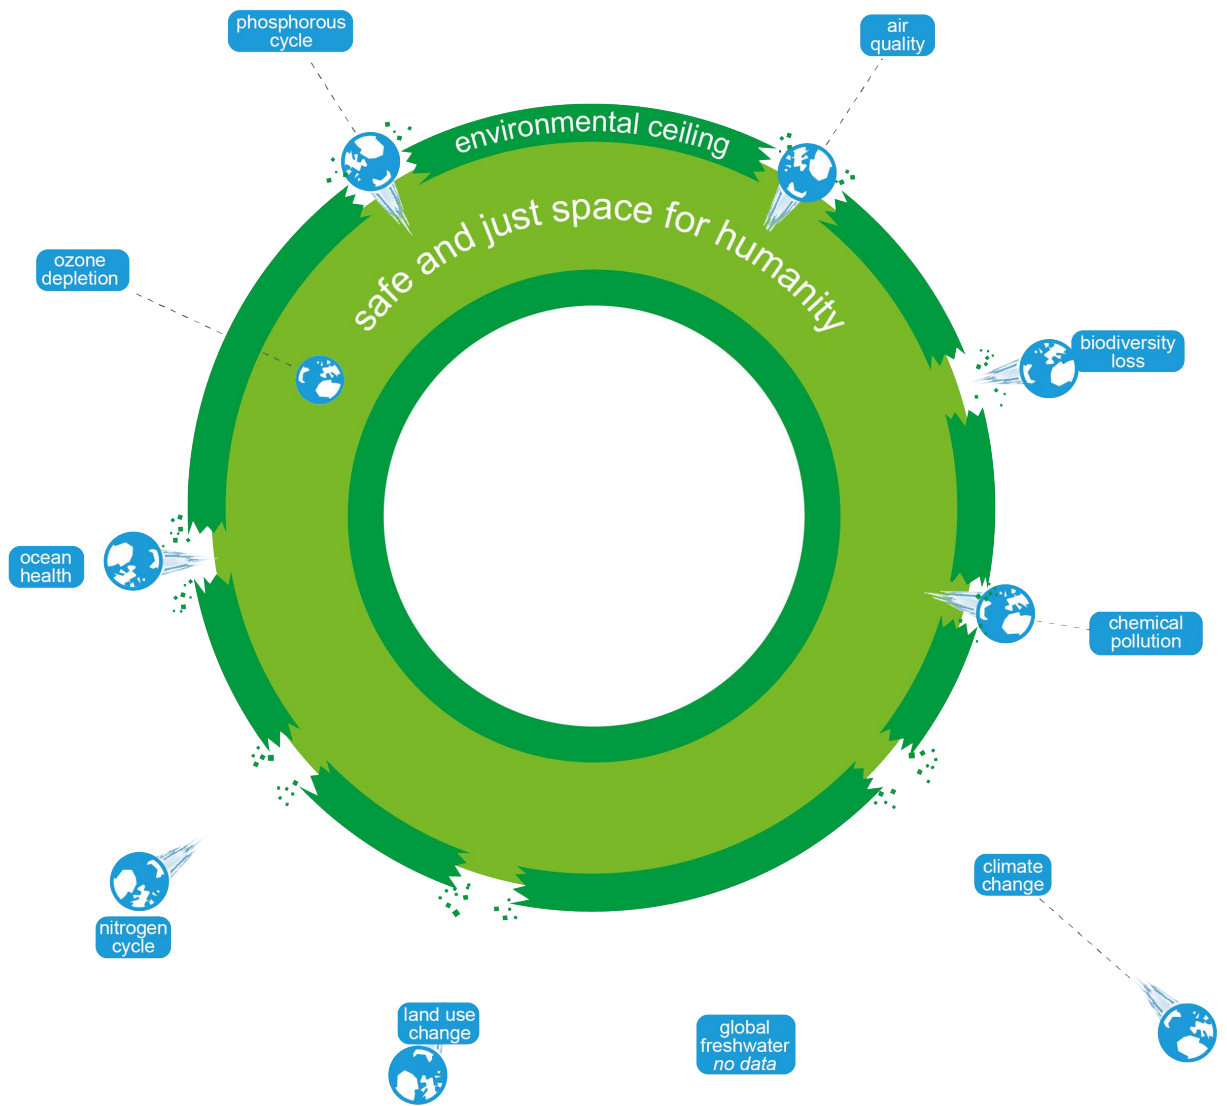 phosphorous
cycle
air
quality
environmental ceiling
safe and just space for humanity
ozone
depletion
biodiversity
loss
ocean
health
chemical
pollution
climate
change
nitrogen
cycle
land use
change
global
freshwater
no data